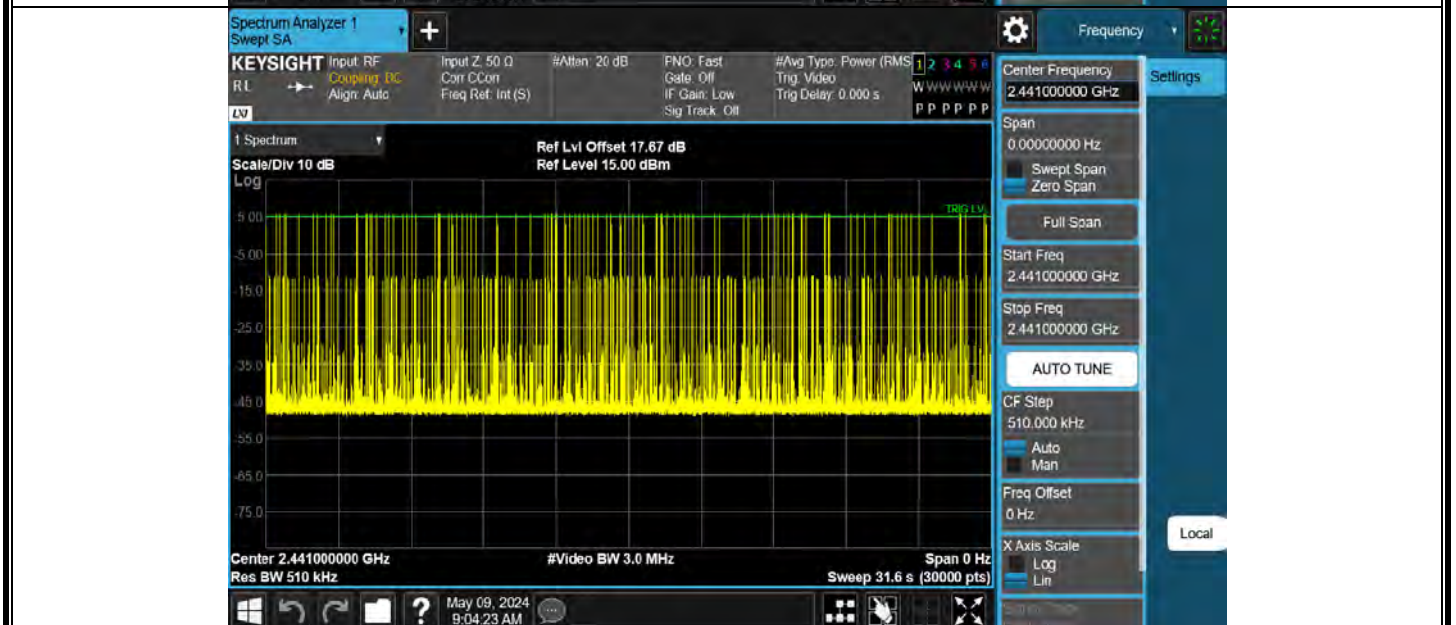 Spectrum Analyzer 1
Swept SA
+
Frequency
KEYSIGHT
RL
LXI
Input: RF
Coupling: DC
Align: Auto
Input Z: 50 Ω
Corr CCorr
Freq Ref: Int (S)
#Atten: 20 dB
PNO: Fast
Gate: Off
IF Gain: Low
Sig Track: Off
#Avg Type: Power (RMS
Trig: Video
Trig Delay: 0.000 s
1 2 3 4 5 6
W W W W W W
P P P P P P
1 Spectrum
Scale/Div 10 dB
Log
Ref Lvl Offset 17.67 dB
Ref Level 15.00 dBm
TRIG LV
5.00
-5.00
-15.0
-25.0
-35.0
-45.0
-55.0
-65.0
-75.0
Center 2.441000000 GHz
Res BW 510 kHz
#Video BW 3.0 MHz
Span 0 Hz
Sweep 31.6 s (30000 pts)
Center Frequency
2.441000000 GHz
Settings
Span
0.00000000 Hz
Swept Span
Zero Span
Full Span
Start Freq
2.441000000 GHz
Stop Freq
2.441000000 GHz
AUTO TUNE
CF Step
510.000 kHz
Auto
Man
Freq Offset
0 Hz
X Axis Scale
Log
Lin
Local
?
May 09, 2024
9:04:23 AM